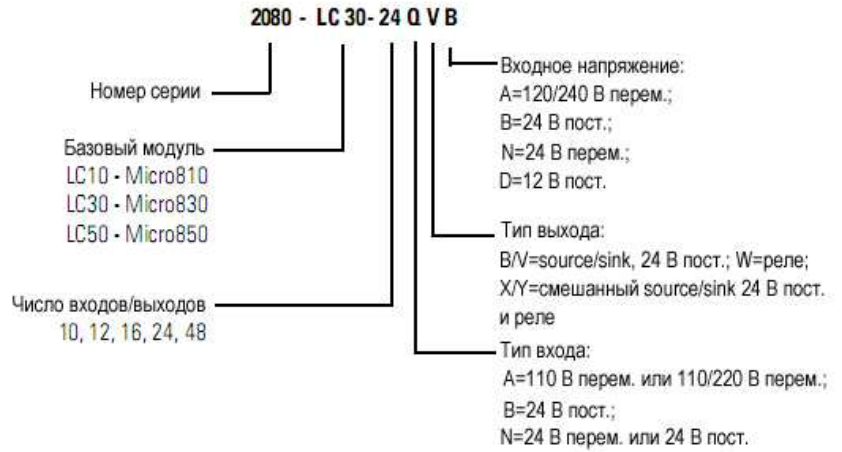 2080 - LC 30- 24 Q V B
Номер серии
Базовый модуль
LC10 - Micro810
LC30 - Micro830
LC50 - Micro850
Число входов/выходов
10, 12, 16, 24, 48
Входное напряжение:
A=120/240 В перем.;
B=24 В пост.;
N=24 В перем.;
D=12 В пост.
Тип выхода:
B/V=source/sink, 24 В пост.; W=реле;
X/Y=смешанный source/sink 24 В пост.
и реле
Тип входа:
A=110 В перем. или 110/220 В перем.;
B=24 В пост.;
N=24 В перем. или 24 В пост.